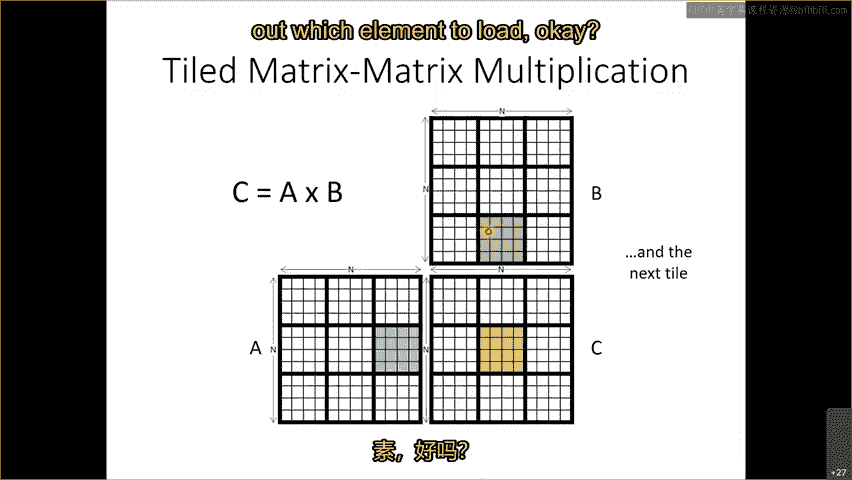 out which element to load, okay?
Tiled Matrix-Matrix Multiplication
N
C = A x B
N
B
...and the
next tile
N
N
A
N
N
C
素，好吗？
+27